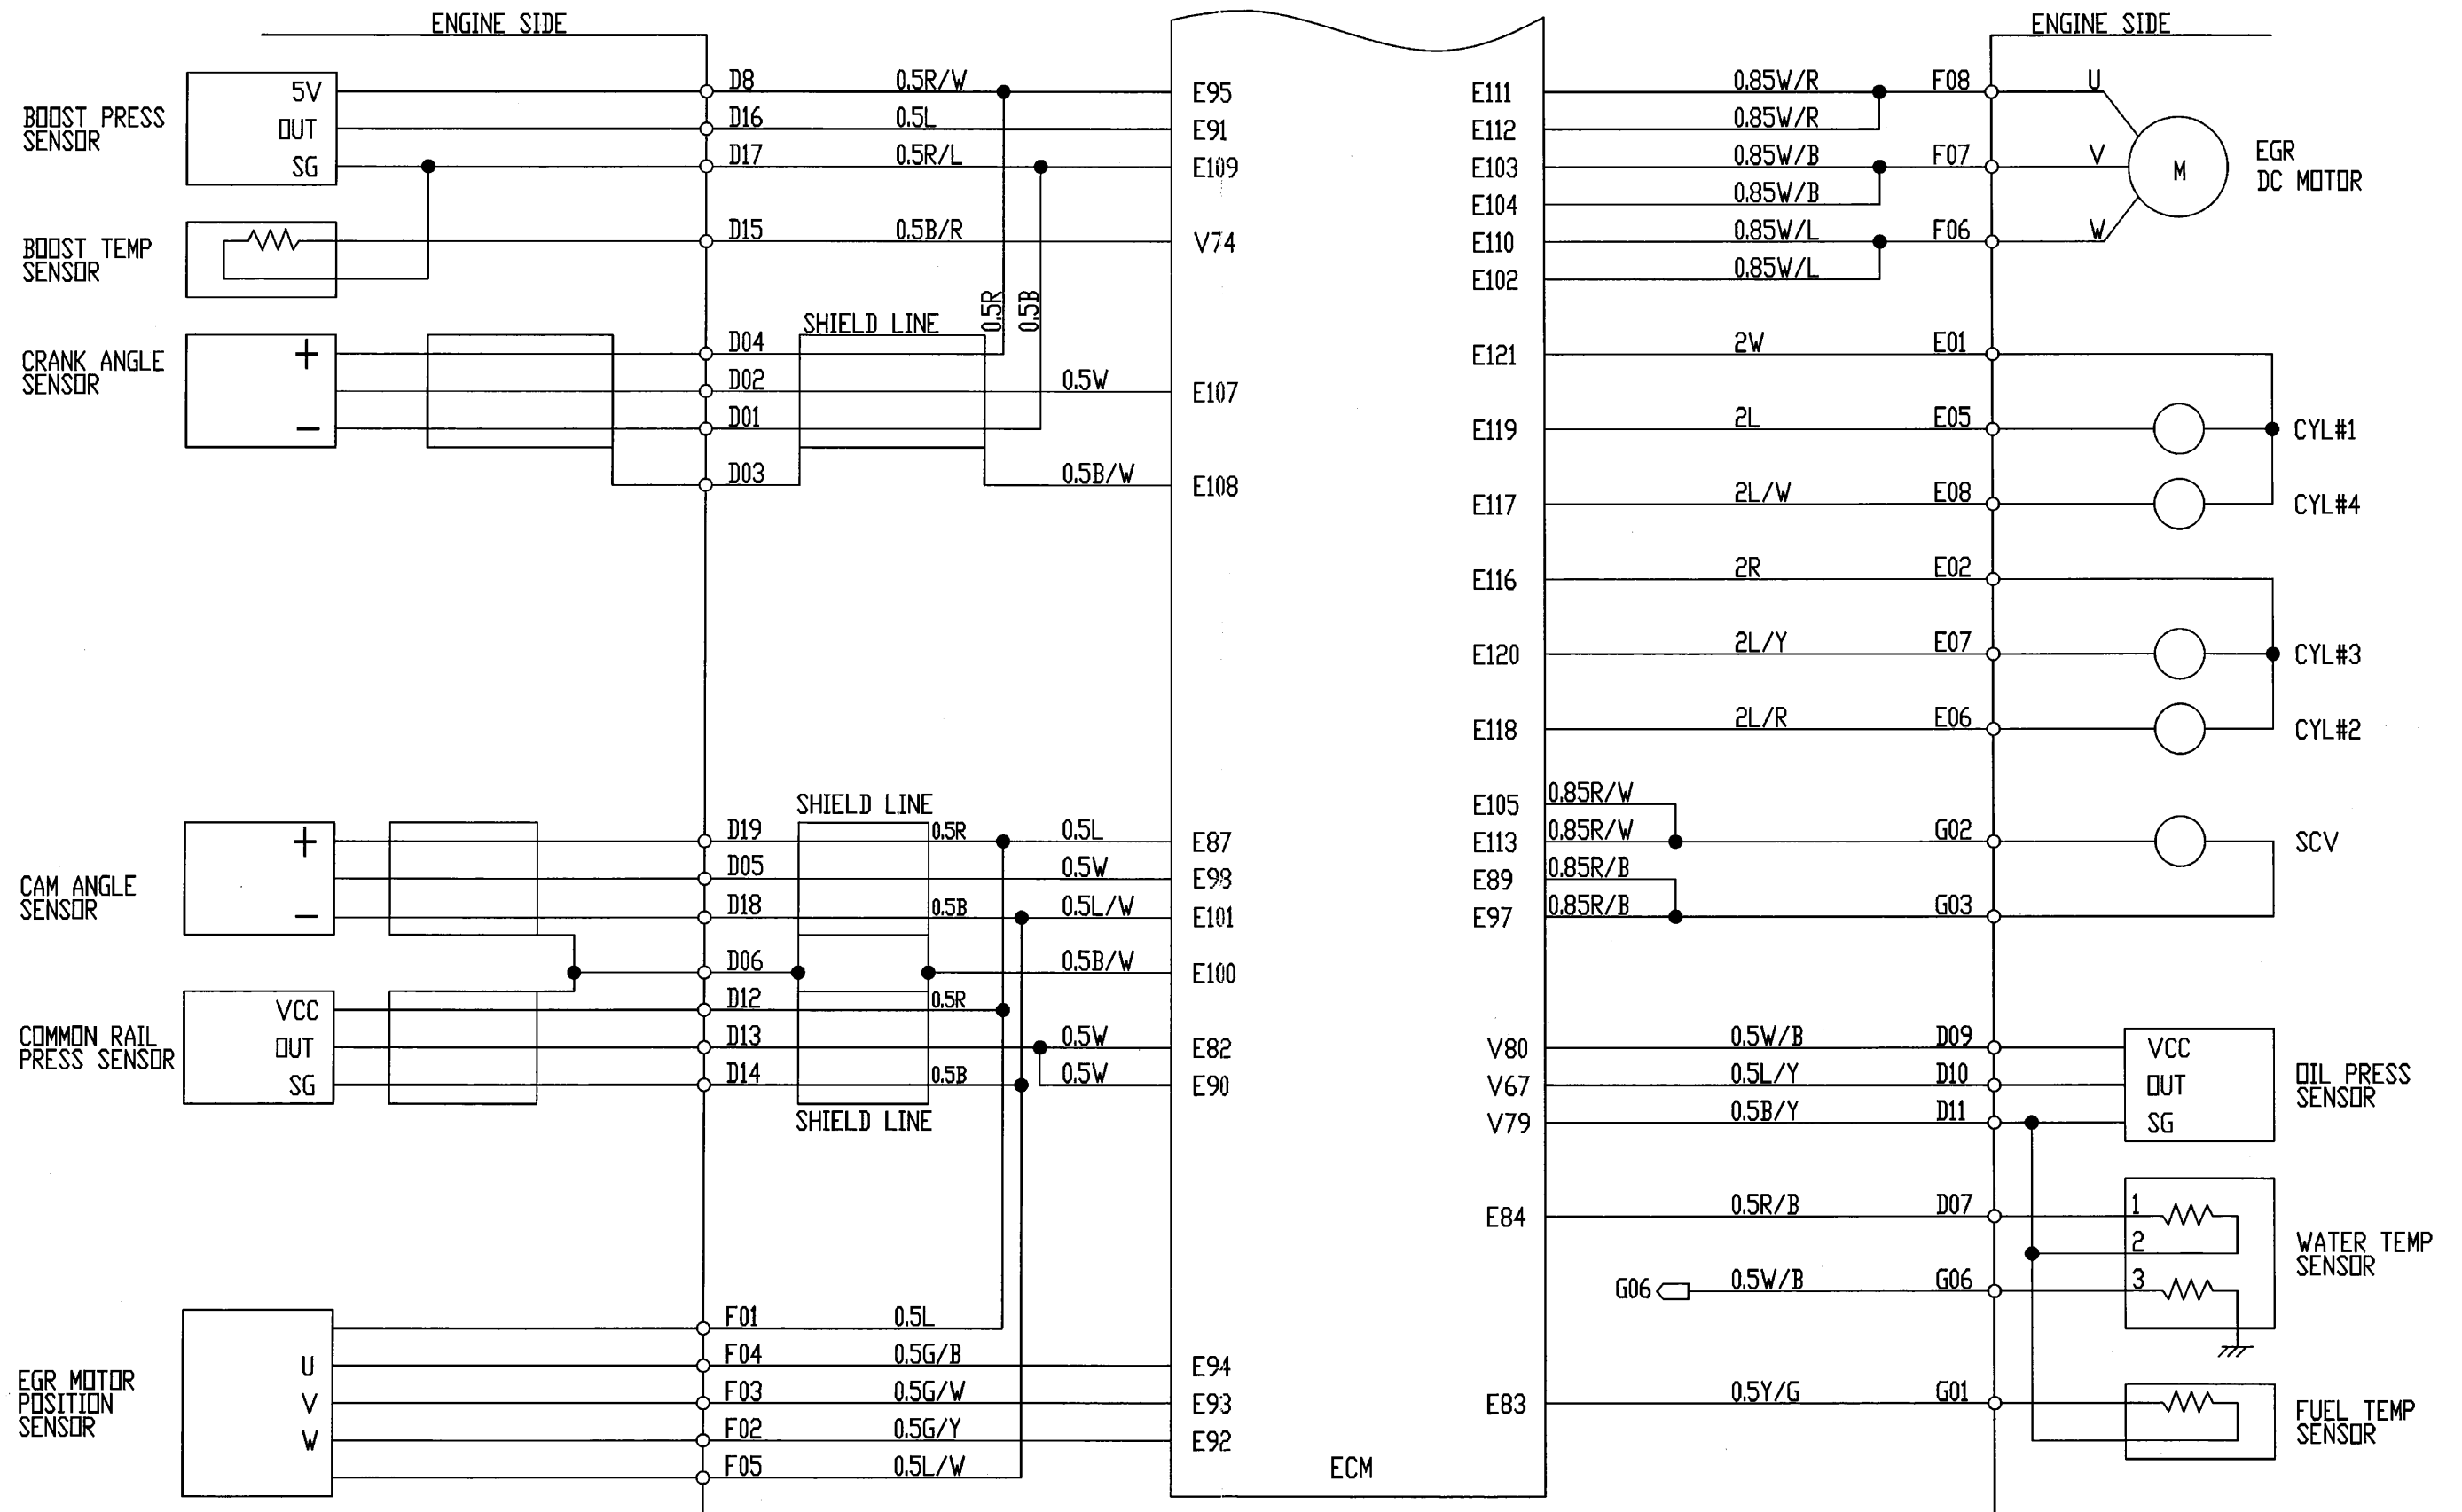 ENGINE SIDE
BOOST PRESS
SENSOR
5V
OUT
SG
D8
0.5R/W
E95
D16
0.5L
E91
D17
0.5R/L
E109
BOOST TEMP
SENSOR
D15
0.5B/R
V74
CRANK ANGLE
SENSOR
+
−
SHIELD LINE
0.5R
0.5B
D04
D02
0.5W
E107
D01
D03
0.5B/W
E108
CAM ANGLE
SENSOR
+
−
SHIELD LINE
D19
0.5R
0.5L
E87
D05
0.5W
E98
D18
0.5B
0.5L/W
E101
D06
0.5B/W
E100
COMMON RAIL
PRESS SENSOR
VCC
OUT
SG
D12
0.5R
D13
0.5W
E82
D14
0.5B
0.5W
E90
SHIELD LINE
EGR MOTOR
POSITION
SENSOR
U
V
W
F01
0.5L
F04
0.5G/B
E94
F03
0.5G/W
E93
F02
0.5G/Y
E92
F05
0.5L/W
ECM
ENGINE SIDE
E111
0.85W/R
F08
U
E112
0.85W/R
E103
0.85W/B
F07
V
E104
0.85W/B
E110
0.85W/L
F06
W
E102
0.85W/L
M
EGR
DC MOTOR
E121
2W
E01
E119
2L
E05
CYL#1
E117
2L/W
E08
CYL#4
E116
2R
E02
E120
2L/Y
E07
CYL#3
E118
2L/R
E06
CYL#2
E105
0.85R/W
E113
0.85R/W
G02
SCV
E89
0.85R/B
E97
0.85R/B
G03
V80
0.5W/B
D09
VCC
V67
0.5L/Y
D10
OUT
V79
0.5B/Y
D11
SG
OIL PRESS
SENSOR
E84
0.5R/B
D07
1
2
G06
0.5W/B
G06
3
WATER TEMP
SENSOR
E83
0.5Y/G
G01
FUEL TEMP
SENSOR